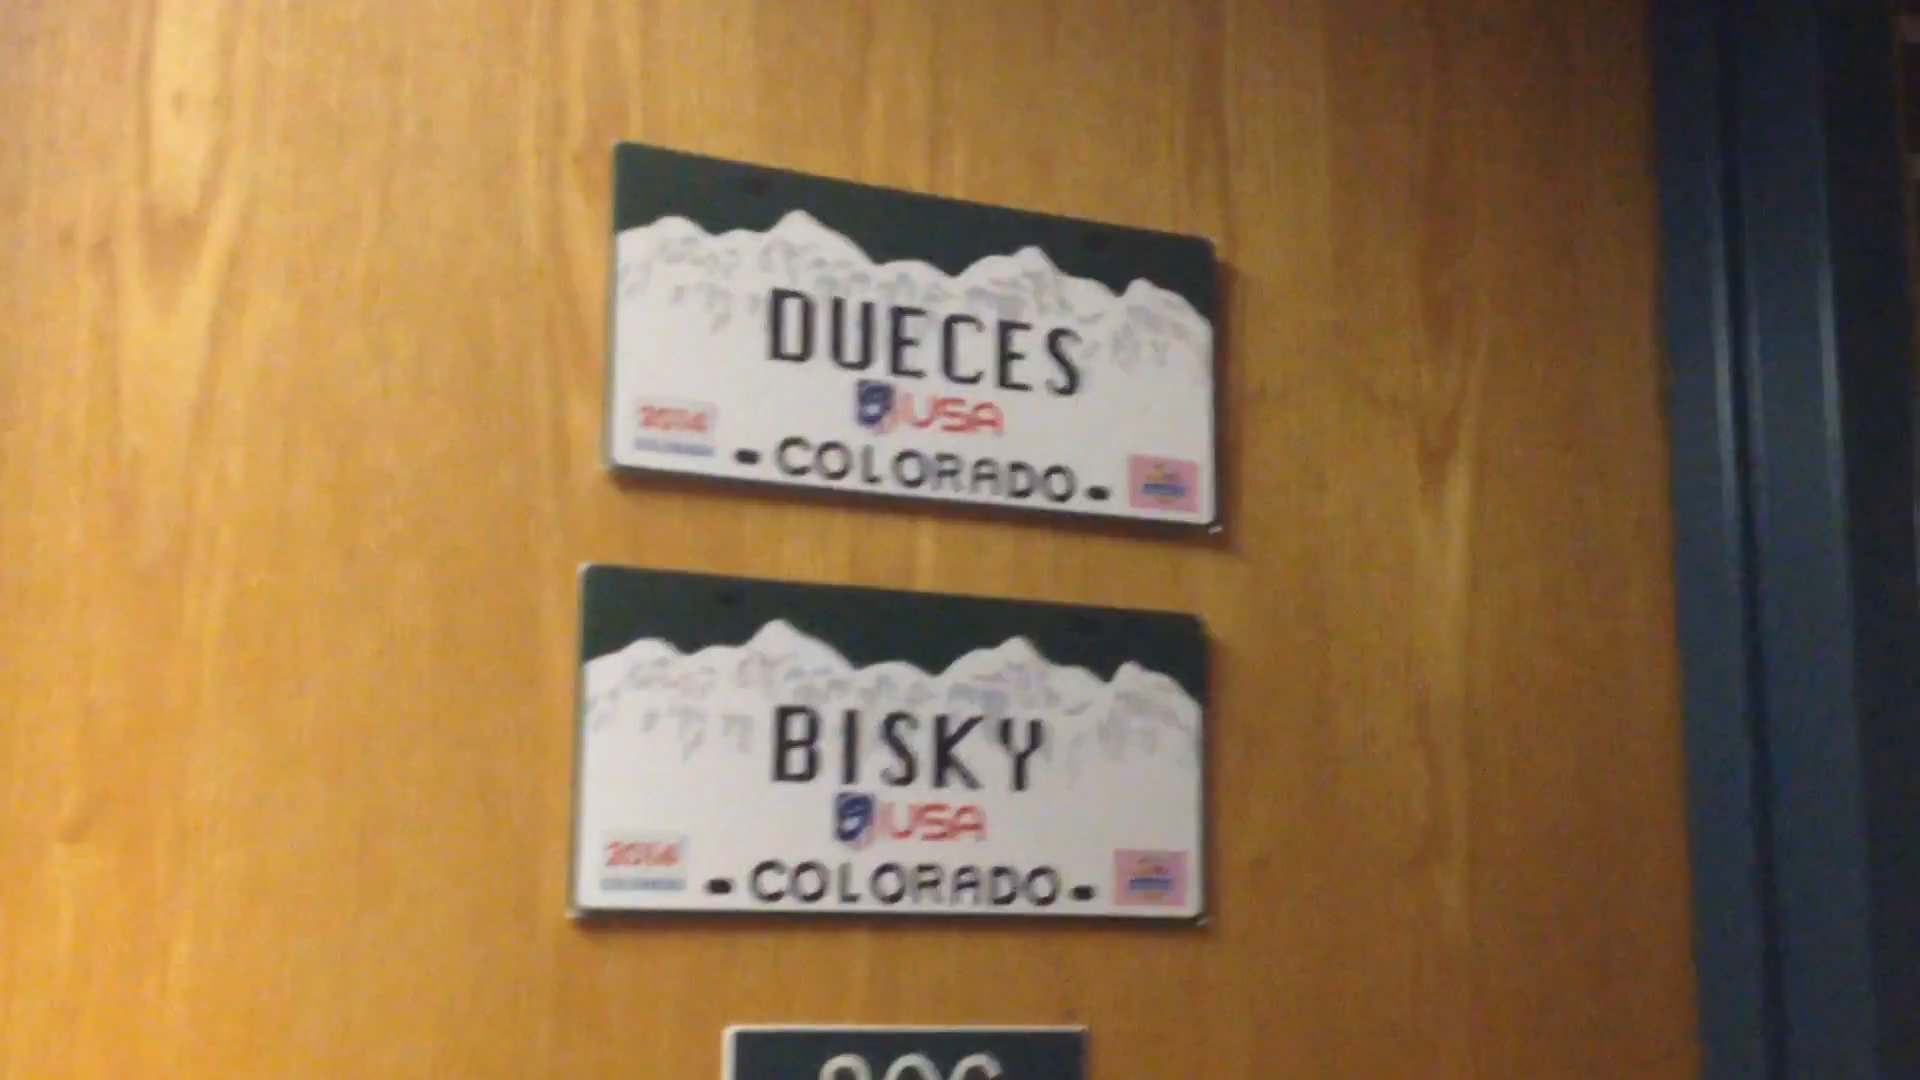 DUECES
USA
2014
- COLORADO -
BISKY
USA
2014
- COLORADO -